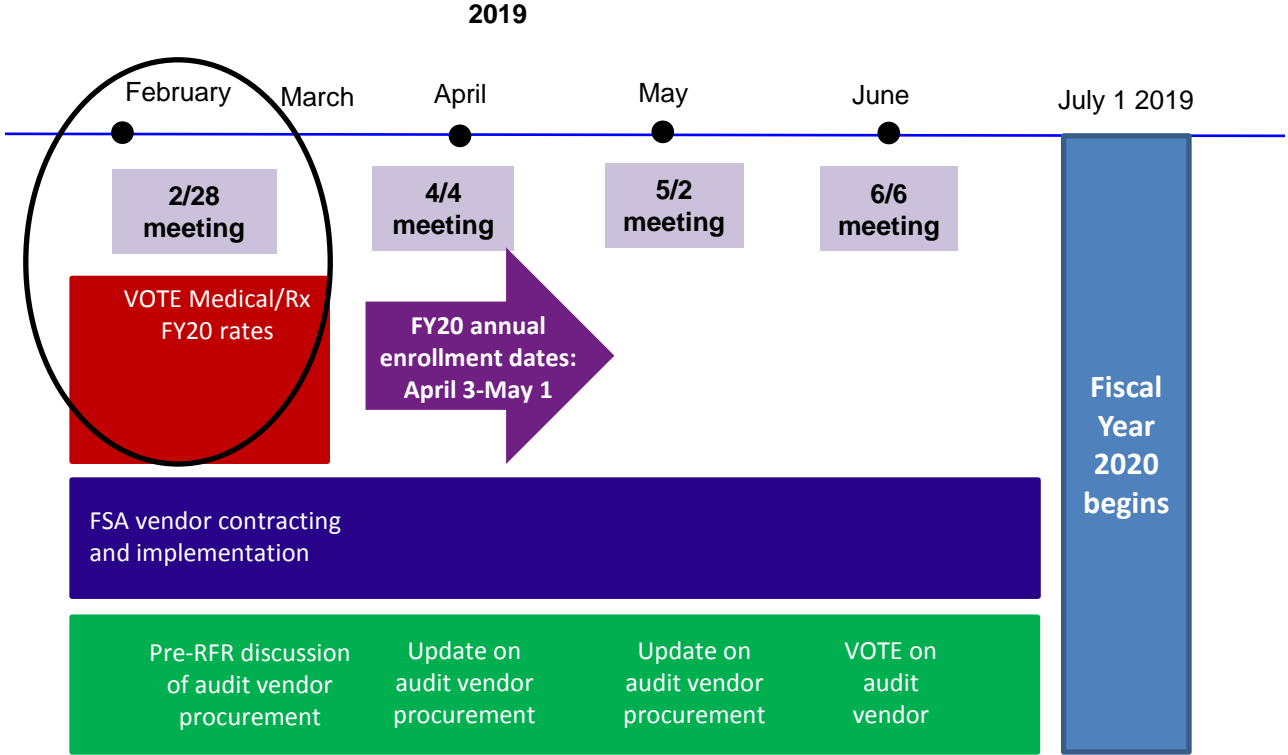 2019
February
March
April
May
June
July 1 2019
2/28
meeting
4/4
meeting
5/2
meeting
6/6
meeting
VOTE Medical/Rx
FY20 rates
FY20 annual
enrollment dates:
April 3-May 1
Fiscal
Year
2020
begins
FSA vendor contracting
and implementation
Pre-RFR discussion
of audit vendor
procurement
Update on
audit vendor
procurement
Update on
audit vendor
procurement
VOTE on
audit
vendor